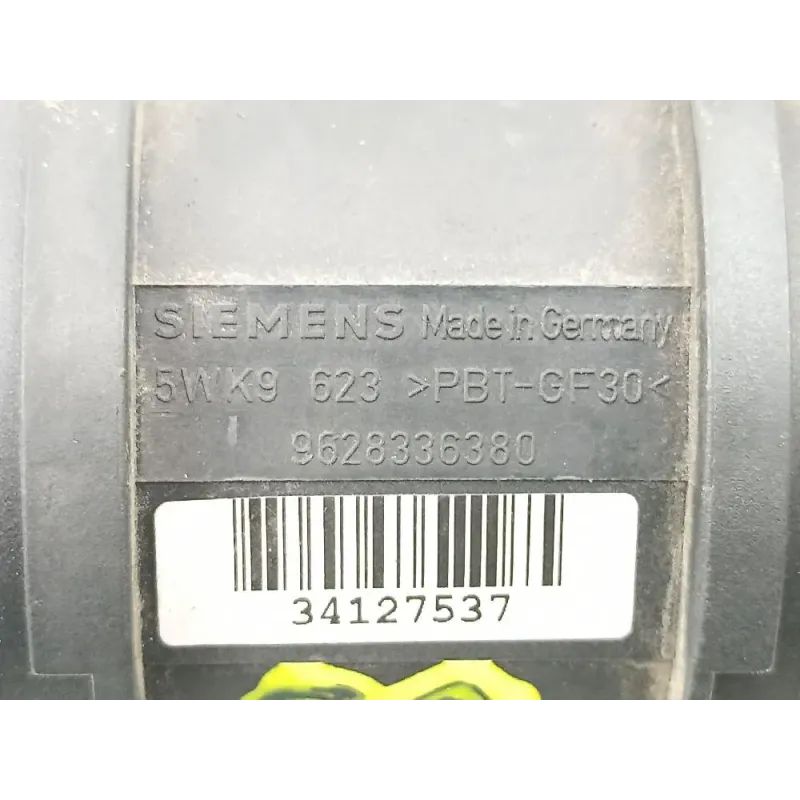 SIEMENS Made in Germany
5WK9 623 >PBT-GF30<
9628336380
34127537